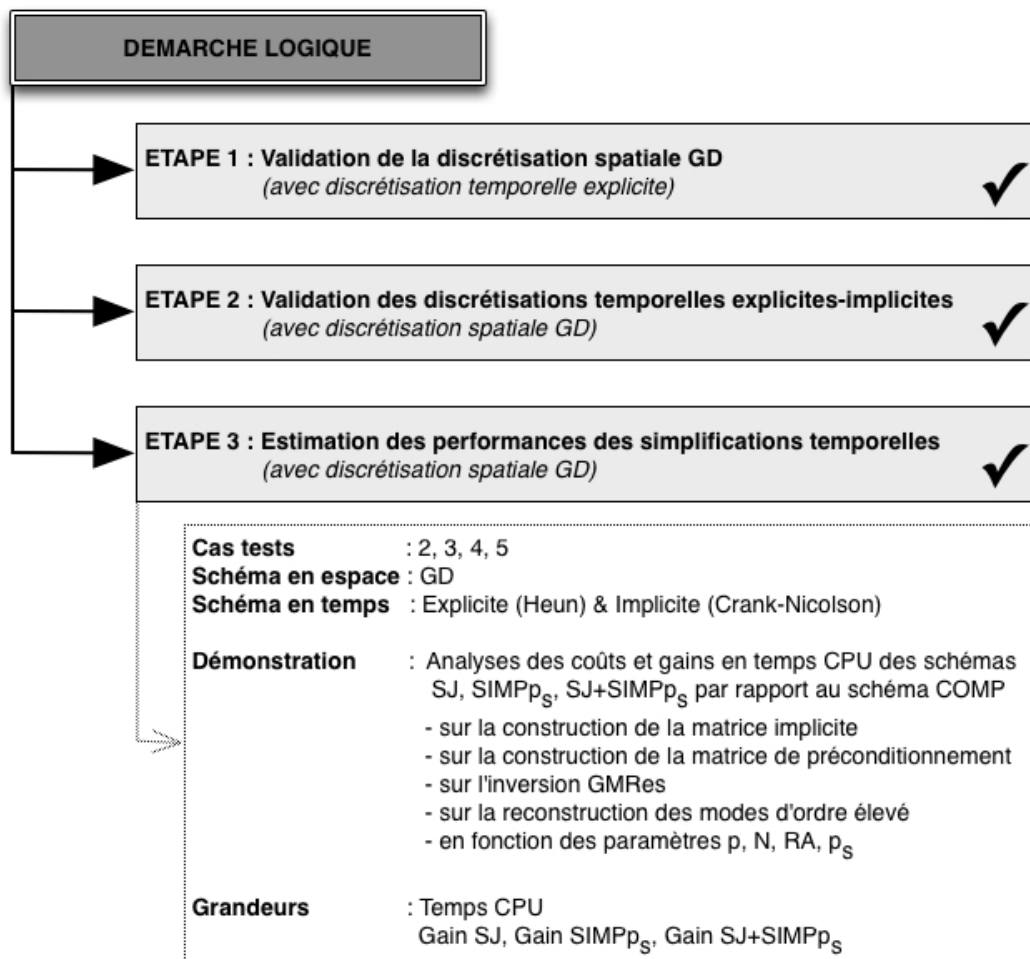 DEMARCHE LOGIQUE
ETAPE 1 : Validation de la discrétisation spatiale GD
(avec discrétisation temporelle explicite)
ETAPE 2 : Validation des discrétisations temporelles explicites-implicites
(avec discrétisation spatiale GD)
ETAPE 3 : Estimation des performances des simplifications temporelles
(avec discrétisation spatiale GD)
Cas tests : 2, 3, 4, 5
Schéma en espace : GD
Schéma en temps : Explicite (Heun) & Implicite (Crank-Nicolson)
Démonstration : Analyses des coûts et gains en temps CPU des schémas
SJ, SIMPpS, SJ+SIMPpS par rapport au schéma COMP
- sur la construction de la matrice implicite
- sur la construction de la matrice de préconditionnement
- sur l'inversion GMRes
- sur la reconstruction des modes d'ordre élevé
- en fonction des paramètres p, N, RA, pS
Grandeurs : Temps CPU
Gain SJ, Gain SIMPpS, Gain SJ+SIMPpS